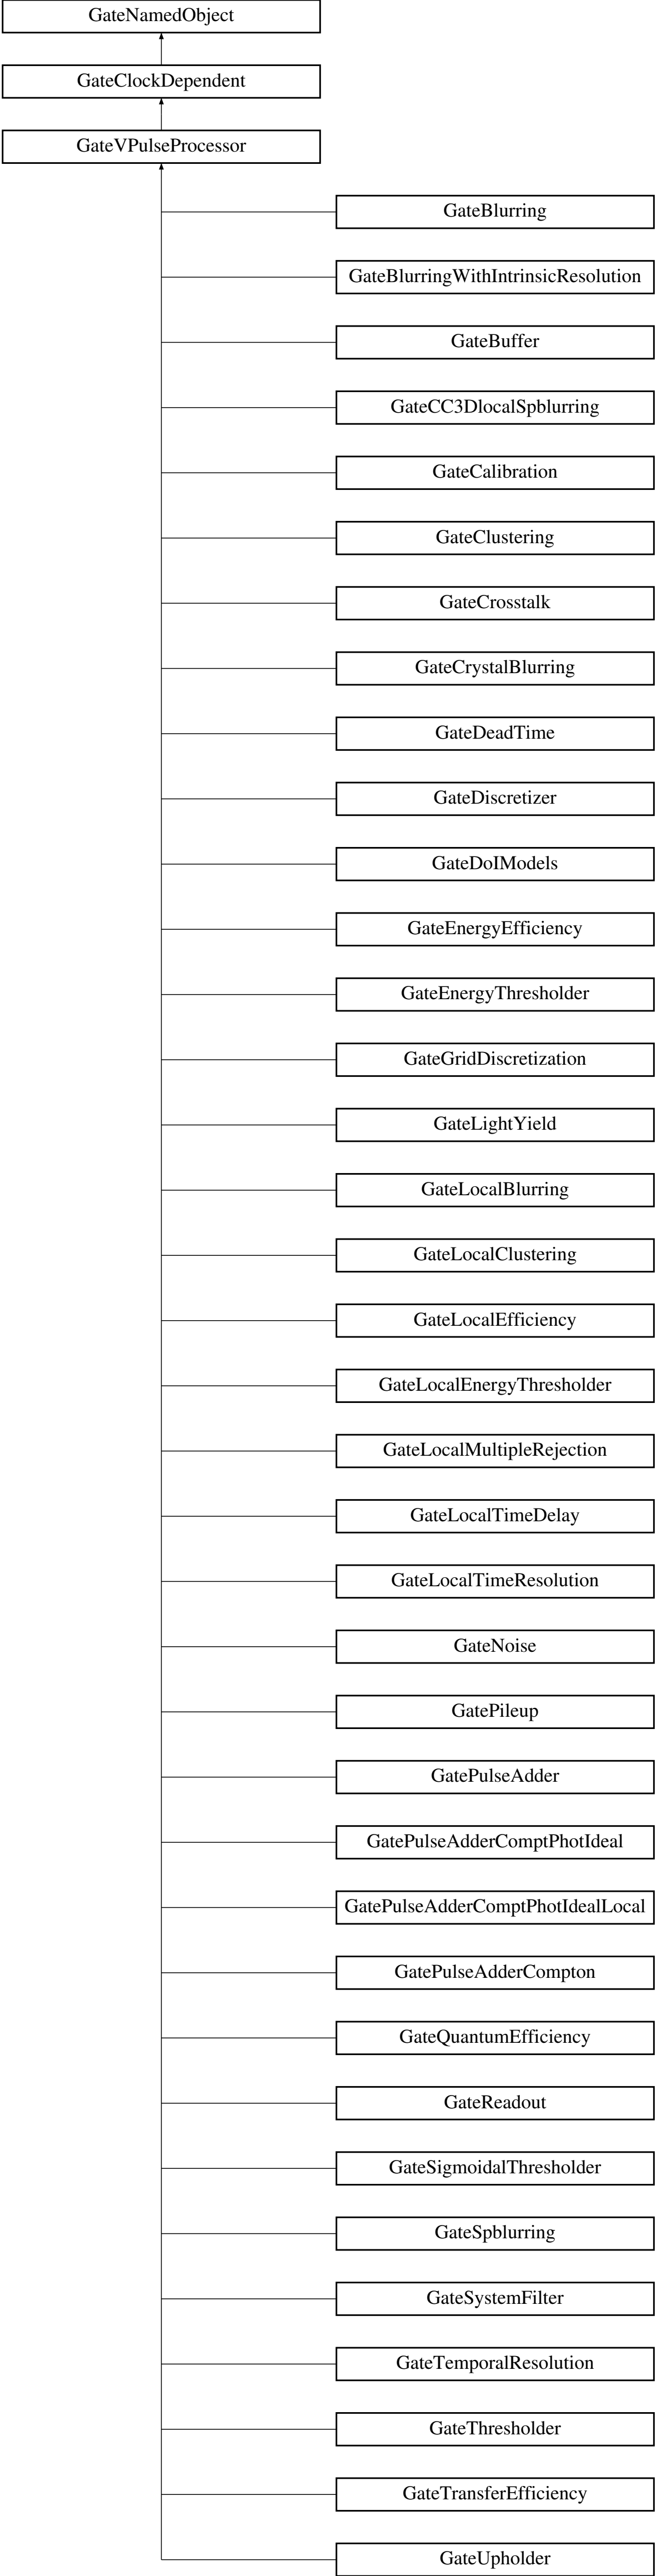 GateNamedObject
GateClockDependent
GateVPulseProcessor
GateBlurring
GateBlurringWithIntrinsicResolution
GateBuffer
GateCC3DlocalSpblurring
GateCalibration
GateClustering
GateCrosstalk
GateCrystalBlurring
GateDeadTime
GateDiscretizer
GateDoIModels
GateEnergyEfficiency
GateEnergyThresholder
GateGridDiscretization
GateLightYield
GateLocalBlurring
GateLocalClustering
GateLocalEfficiency
GateLocalEnergyThresholder
GateLocalMultipleRejection
GateLocalTimeDelay
GateLocalTimeResolution
GateNoise
GatePileup
GatePulseAdder
GatePulseAdderComptPhotIdeal
GatePulseAdderComptPhotIdealLocal
GatePulseAdderCompton
GateQuantumEfficiency
GateReadout
GateSigmoidalThresholder
GateSpblurring
GateSystemFilter
GateTemporalResolution
GateThresholder
GateTransferEfficiency
GateUpholder